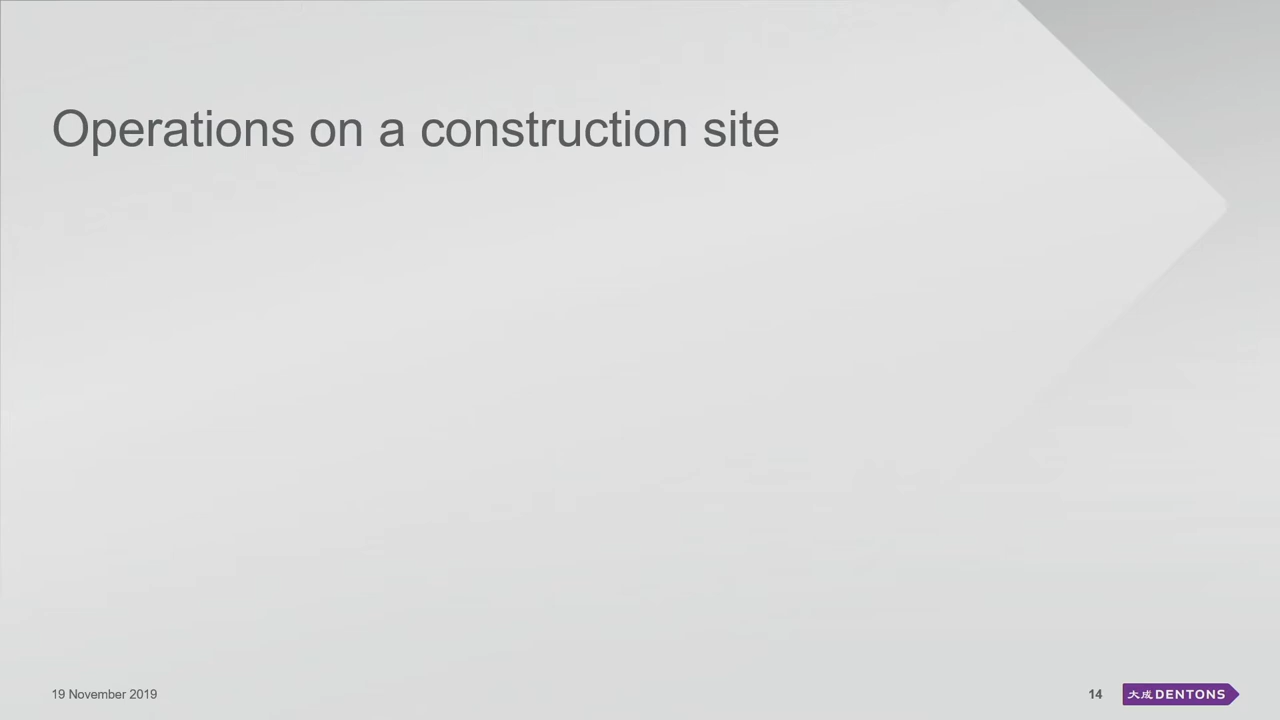 Operations on a construction site
19 November 2019
14
大成 DENTONS